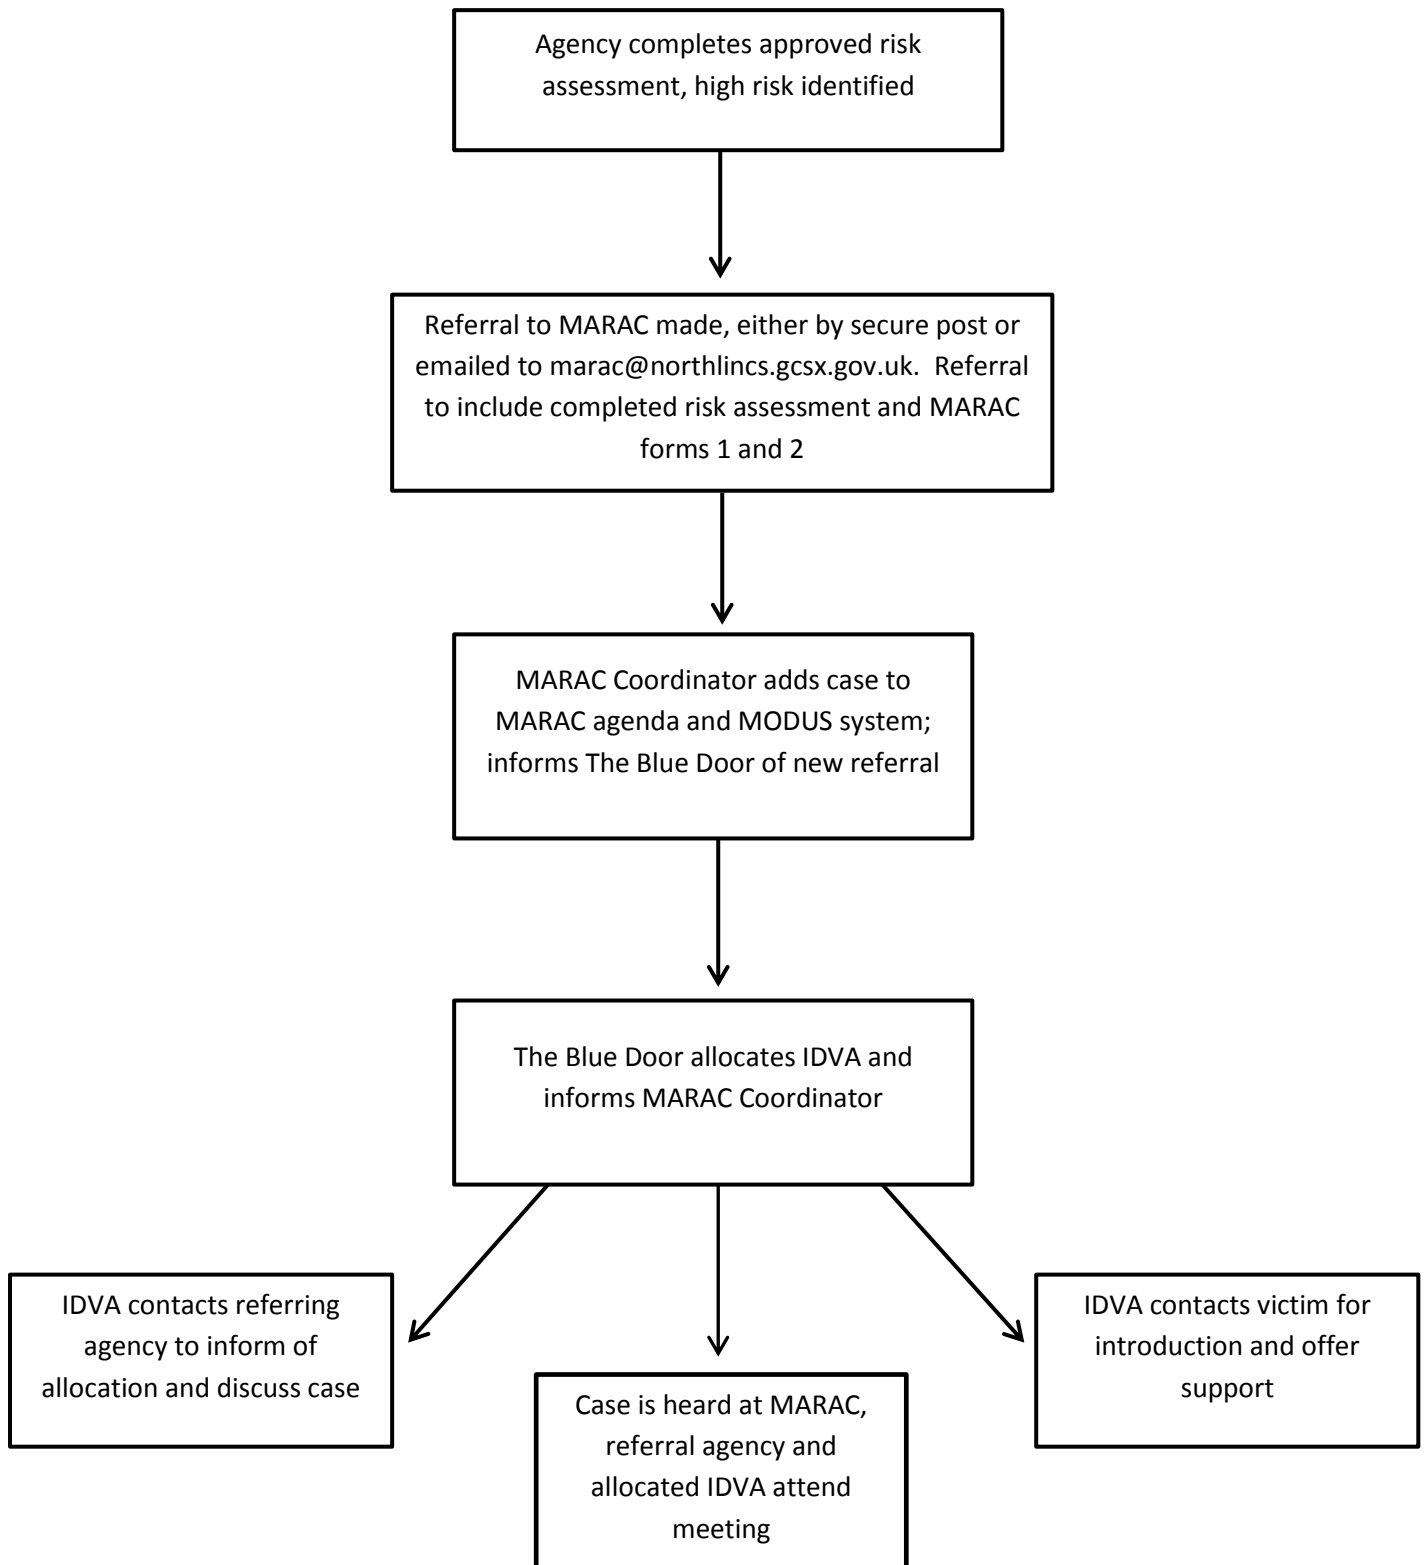 Agency completes approved risk
assessment, high risk identified
Referral to MARAC made, either by secure post or
emailed to marac@northlincs.gcsx.gov.uk.  Referral
to include completed risk assessment and MARAC
forms 1 and 2
MARAC Coordinator adds case to
MARAC agenda and MODUS system;
informs The Blue Door of new referral
The Blue Door allocates IDVA and
informs MARAC Coordinator
IDVA contacts referring
agency to inform of
allocation and discuss case
Case is heard at MARAC,
referral agency and
allocated IDVA attend
meeting
IDVA contacts victim for
introduction and offer
support